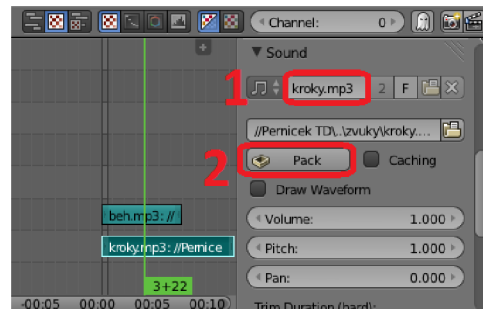 Channel: 0
Sound
1
kroky.mp3 2 F
//Pernicek TD\..\zvuky\kroky....
2
Pack Caching
Draw Waveform
beh.mp3: //
Volume: 1.000
kroky.mp3: //Pernice
Pitch: 1.000
Pan: 0.000
3+22
-00:05 00:00 00:05 00:10
Trim Duration (hard):